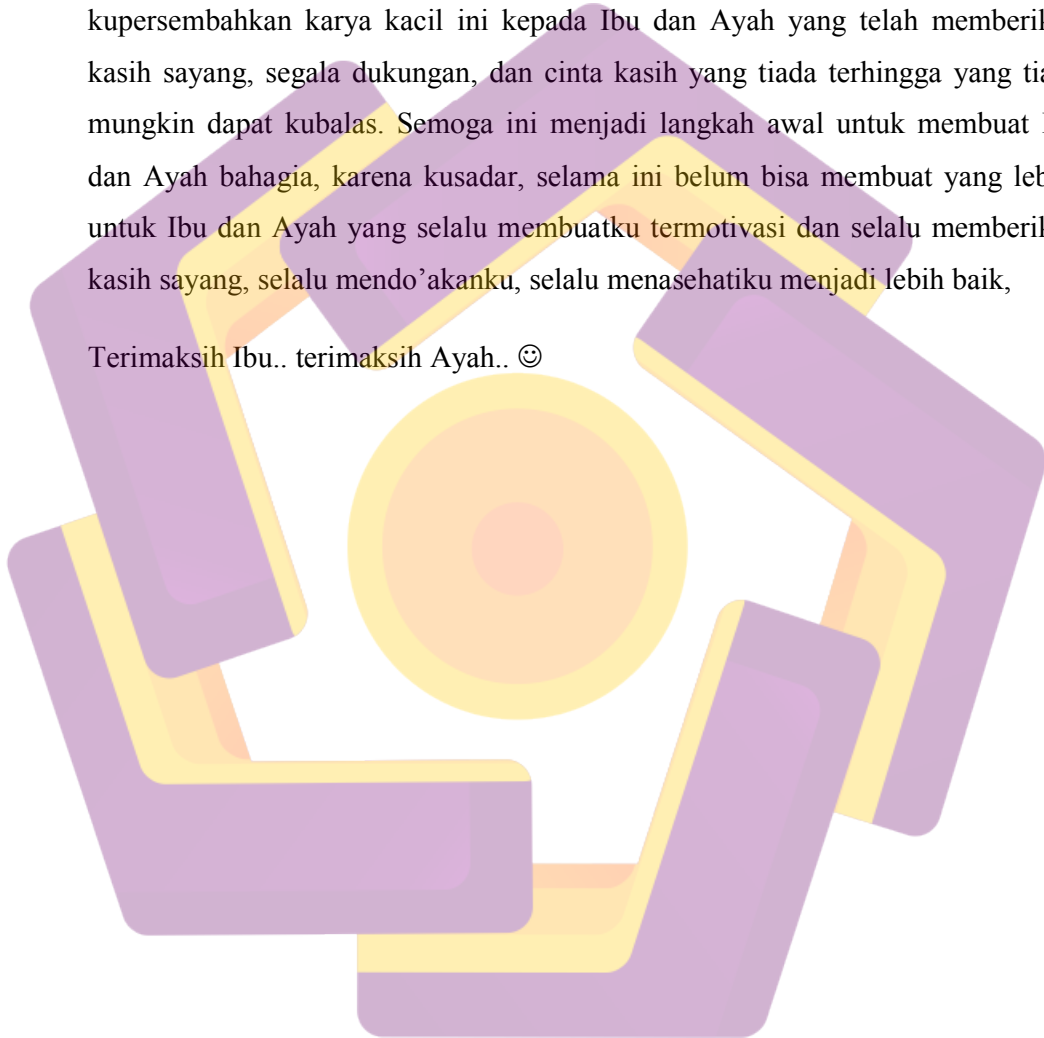 kupersembahkan karya kacil ini kepada Ibu dan Ayah yang telah memberik
kasih sayang, segala dukungan, dan cinta kasih yang tiada terhingga yang tia
mungkin dapat kubalas. Semoga ini menjadi langkah awal untuk membuat
dan Ayah bahagia, karena kusadar, selama ini belum bisa membuat yang leb
untuk Ibu dan Ayah yang selalu membuatku termotivasi dan selalu memberik
kasih sayang, selalu mendo’akanku, selalu menasehatiku menjadi lebih baik,
Terimaksih Ibu.. terimaksih Ayah.. ☺